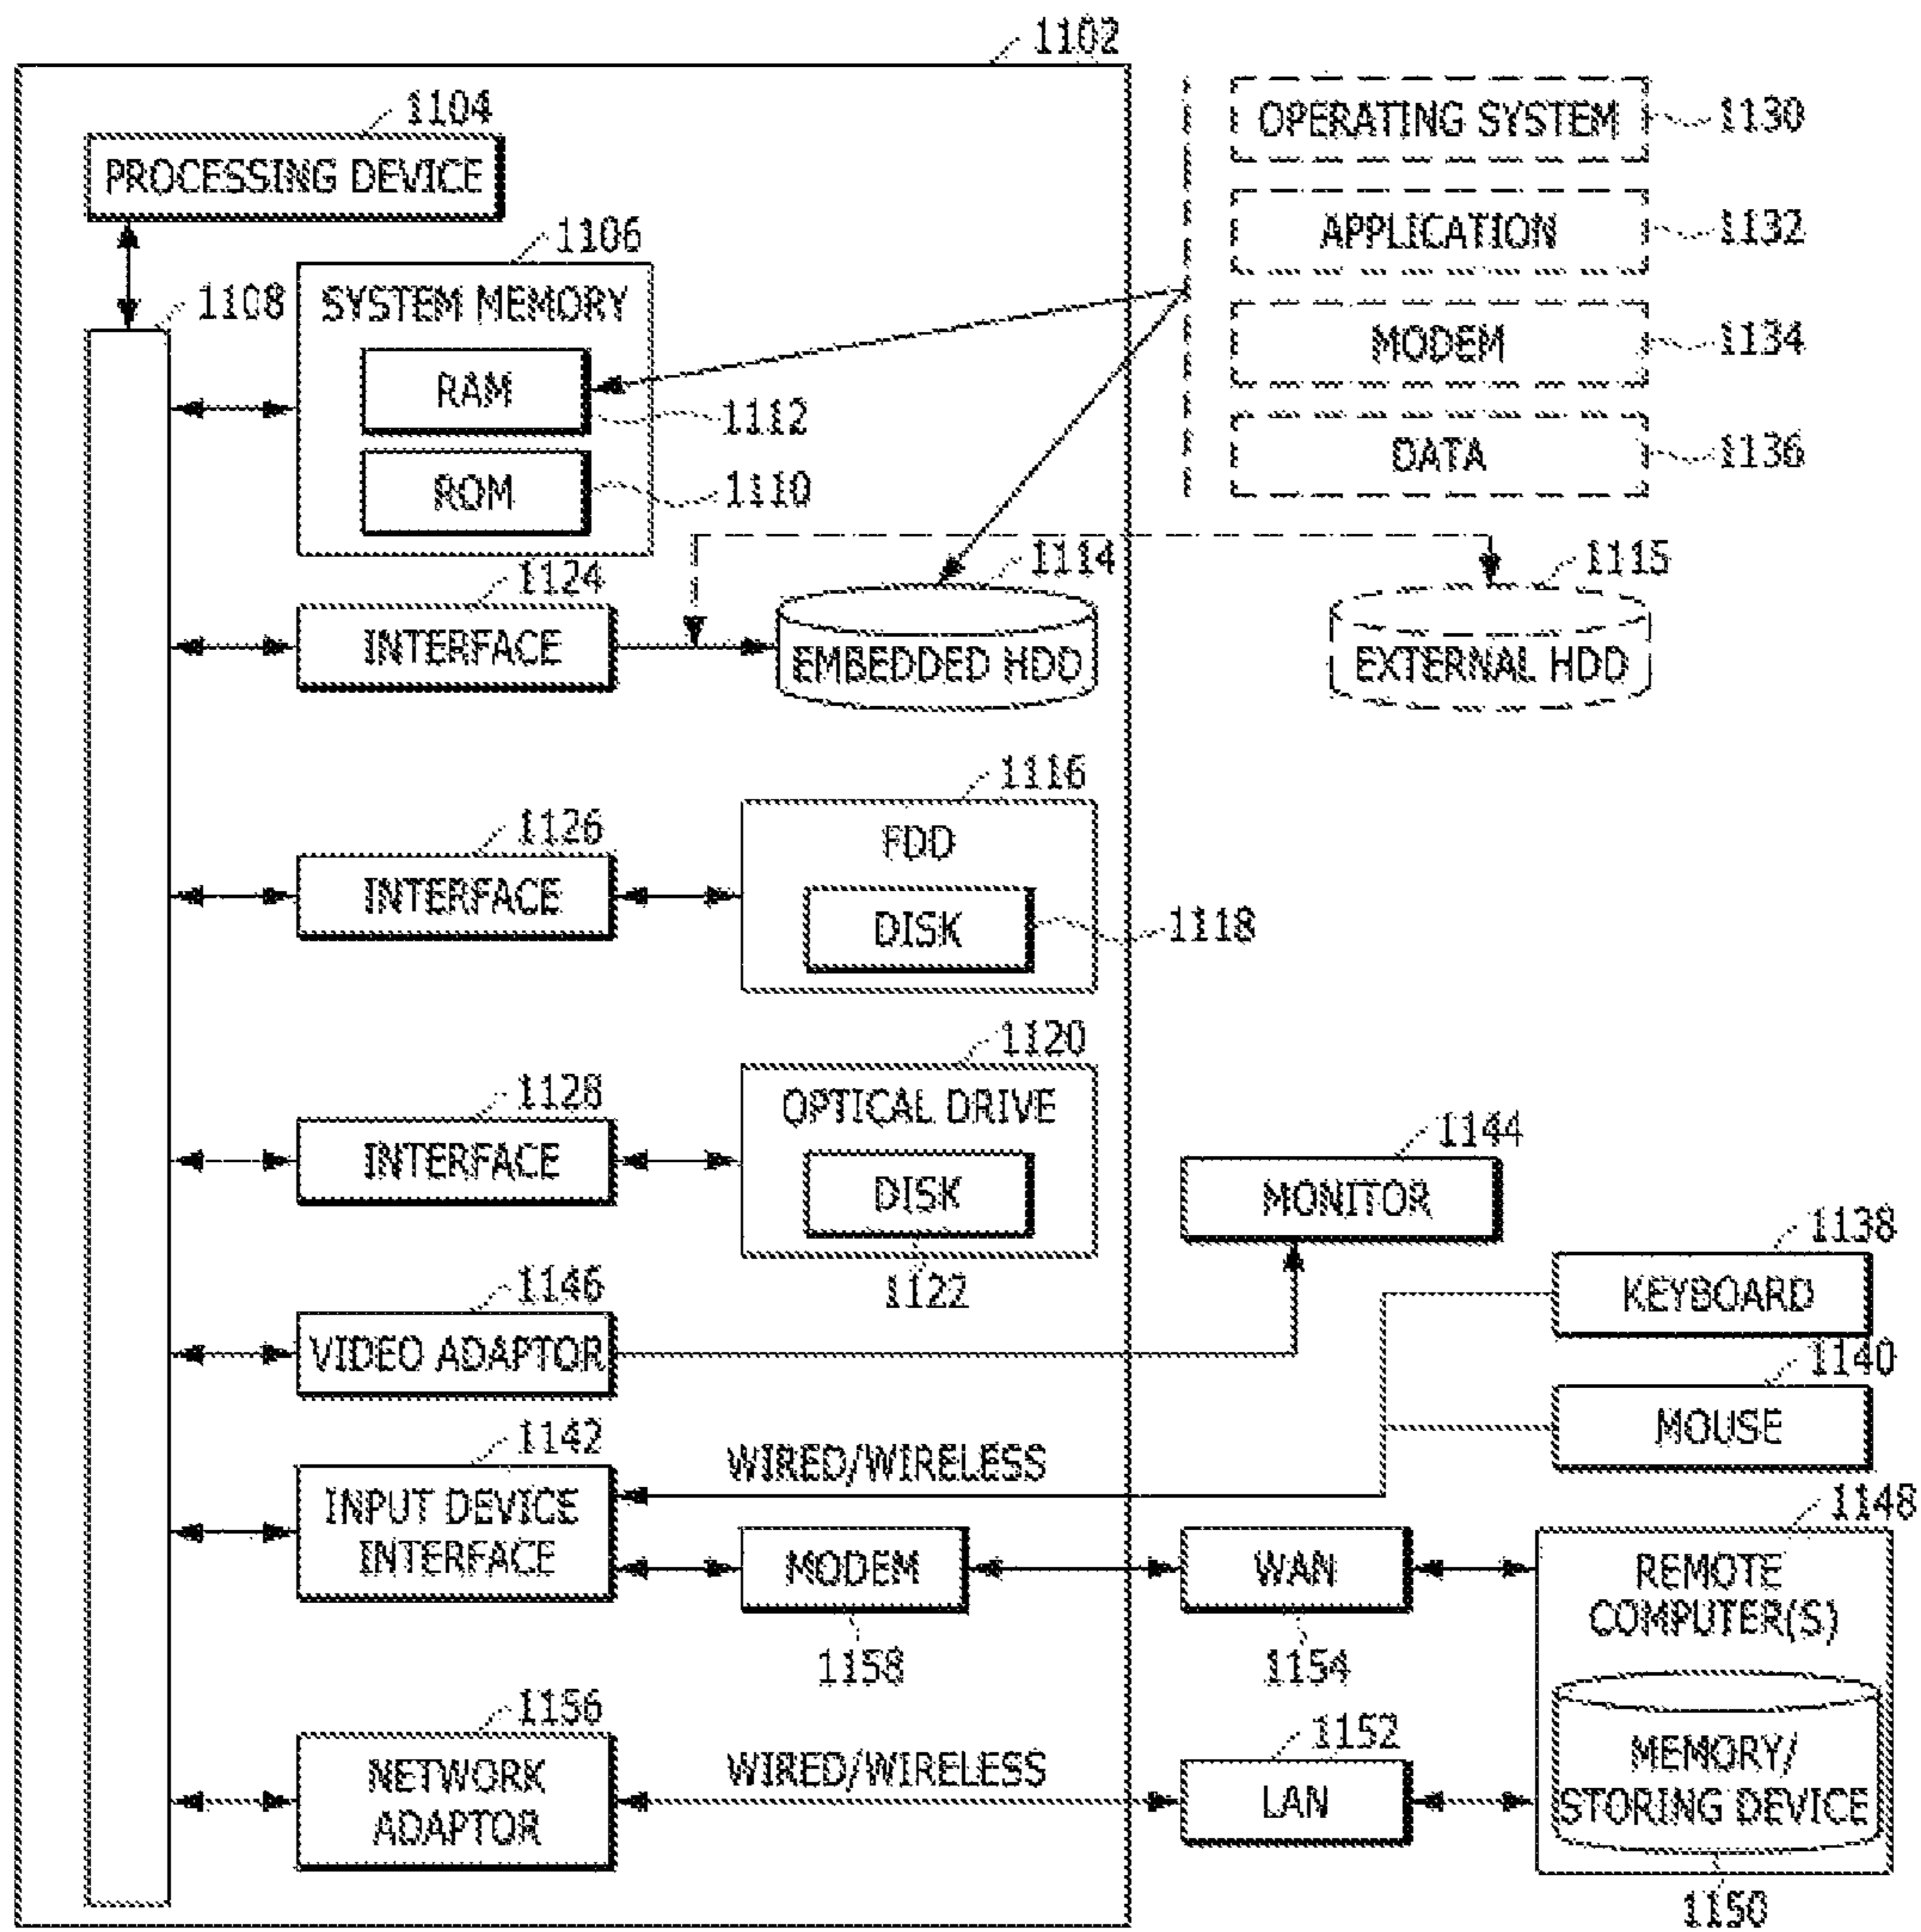 1102
1104
PROCESSING DEVICE
1106
1108
SYSTEM MEMORY
RAM
1112
ROM
1110
OPERATING SYSTEM
1130
APPLICATION
1132
MODEM
1134
DATA
1136
1124
INTERFACE
1114
EMBEDDED HDD
1115
EXTERNAL HDD
1126
INTERFACE
1116
FDD
DISK
1118
1128
INTERFACE
1120
OPTICAL DRIVE
DISK
1122
1144
MONITOR
1138
KEYBOARD
1140
MOUSE
1146
VIDEO ADAPTOR
1142
INPUT DEVICE
INTERFACE
WIRED/WIRELESS
MODEM
1158
WAN
1154
1148
REMOTE
COMPUTER(S)
MEMORY/
STORING DEVICE
1150
1156
NETWORK
ADAPTOR
WIRED/WIRELESS
1152
LAN